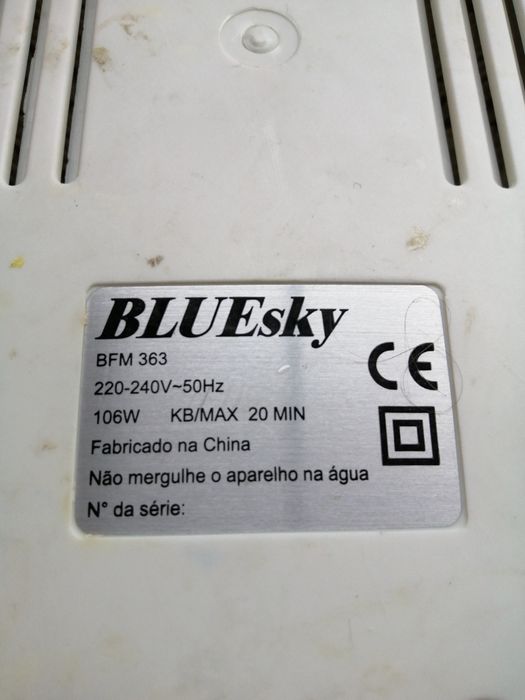 BLUEsky
BFM 363
220-240V~50Hz
106W KB/MAX 20 MIN
Fabricado na China
Não mergulhe o aparelho na água
N° da série:
CE